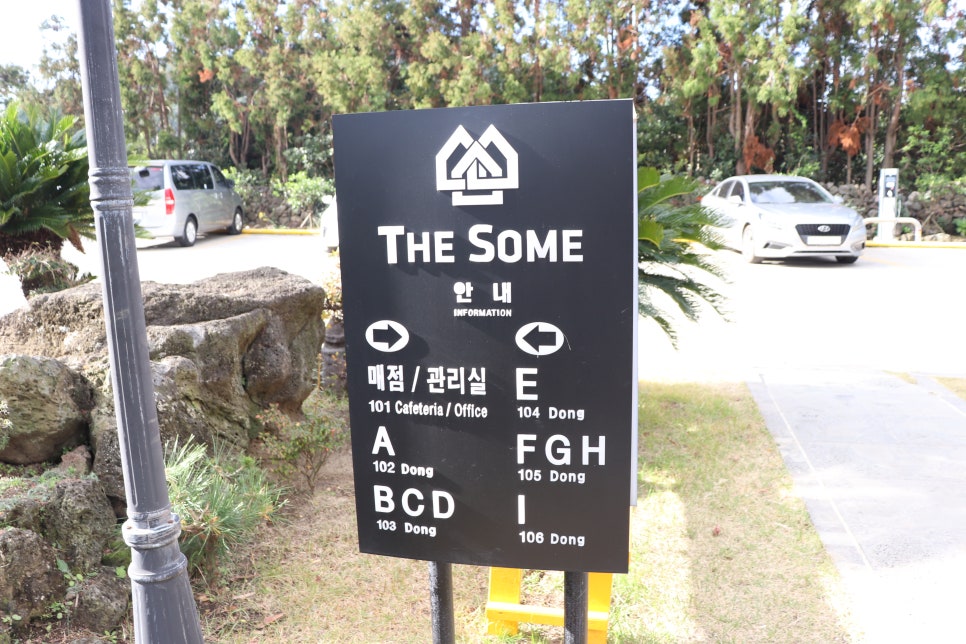 THE SOME
안내
INFORMATION
매점 / 관리실
101 Cafeteria / Office
A
102 Dong
BCD
103 Dong
E
104 Dong
FGH
105 Dong
I
106 Dong